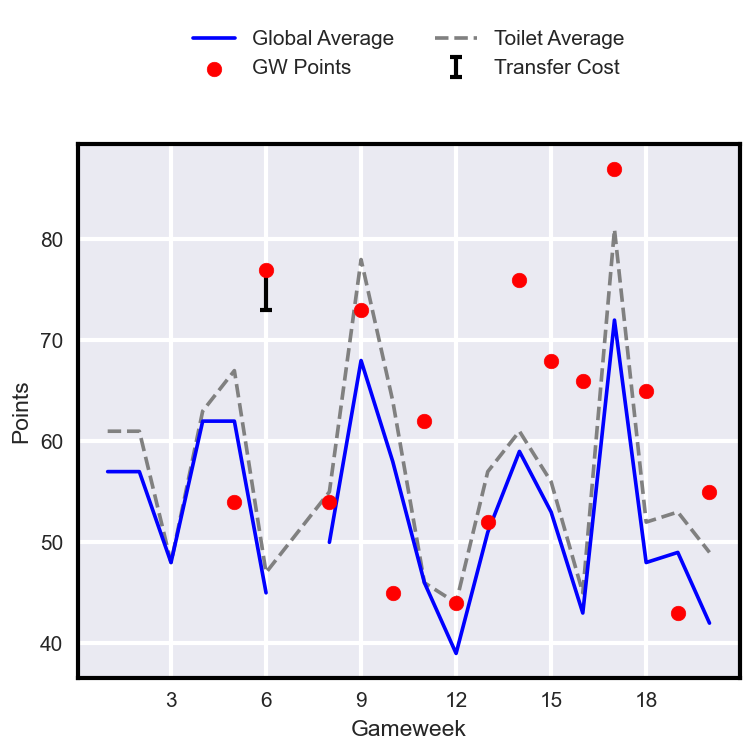 Global Average
Toilet Average
GW Points
Transfer Cost
Points
80
70
60
50
40
3
6
9
12
15
18
Gameweek